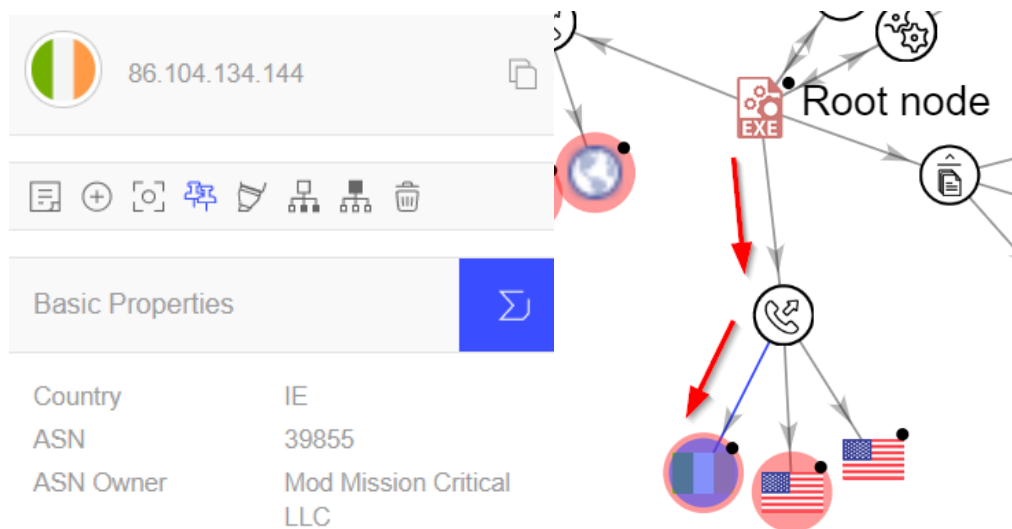 86.104.134.144
Basic Properties
Country IE
ASN 39855
ASN Owner Mod Mission Critical
LLC
EXE
Root node